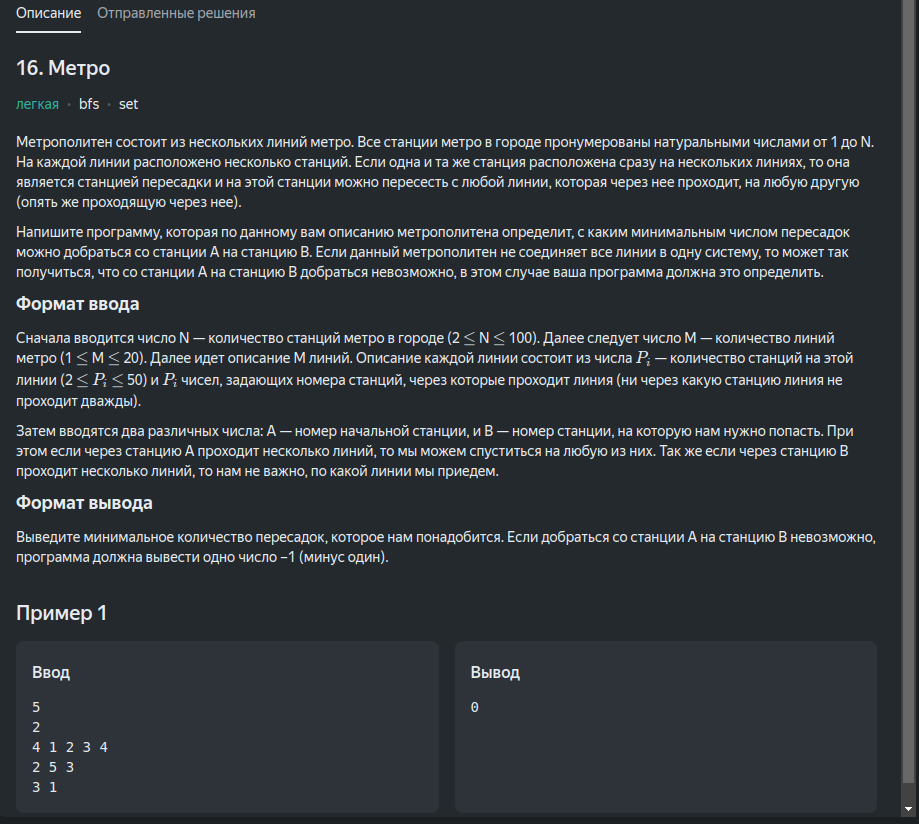 Описание Отправленные решения
16. Метро
легкая • bfs • set
Метрополитен состоит из нескольких линий метро. Все станции метро в городе пронумерованы натуральными числами от 1 до N.
На каждой линии расположено несколько станций. Если одна и та же станция расположена сразу на нескольких линиях, то она
является станцией пересадки и на этой станции можно пересесть с любой линии, которая через нее проходит, на любую другую
(опять же проходящую через нее).
Напишите программу, которая по данному вам описанию метрополитена определит, с каким минимальным числом пересадок
можно добраться со станции A на станцию B. Если данный метрополитен не соединяет все линии в одну систему, то может так
получиться, что со станции A на станцию B добраться невозможно, в этом случае ваша программа должна это определить.
Формат ввода
Сначала вводится число N — количество станций метро в городе (2 ≤ N ≤ 100). Далее следует число M — количество линий
метро (1 ≤ M ≤ 20). Далее идет описание M линий. Описание каждой линии состоит из числа Pᵢ — количество станций на этой
линии (2 ≤ Pᵢ ≤ 50) и Pᵢ чисел, задающих номера станций, через которые проходит линия (ни через какую станцию линия не
проходит дважды).
Затем вводятся два различных числа: A — номер начальной станции, и B — номер станции, на которую нам нужно попасть. При
этом если через станцию A проходит несколько линий, то мы можем спуститься на любую из них. Так же если через станцию B
проходит несколько линий, то нам не важно, по какой линии мы приедем.
Формат вывода
Выведите минимальное количество пересадок, которое нам понадобится. Если добраться со станции A на станцию B невозможно,
программа должна вывести одно число −1 (минус один).
Пример 1
Ввод
5
2
4 1 2 3 4
2 5 3
3 1
Вывод
0